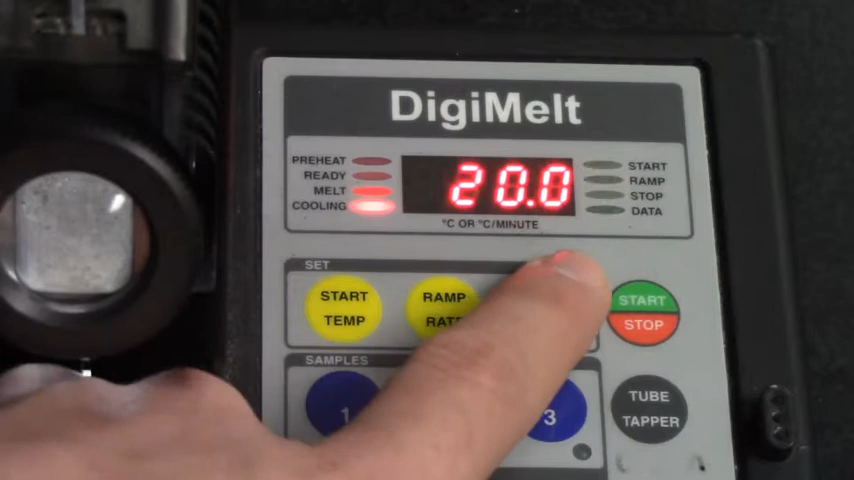 DigiMelt
PREHEAT
READY
MELT
COOLING
20.0
START
RAMP
STOP
DATA
°C OR °C/MINUTE
SET
START
TEMP
RAMP
RATE
START
STOP
SAMPLES
1
3
TUBE
TAPPER